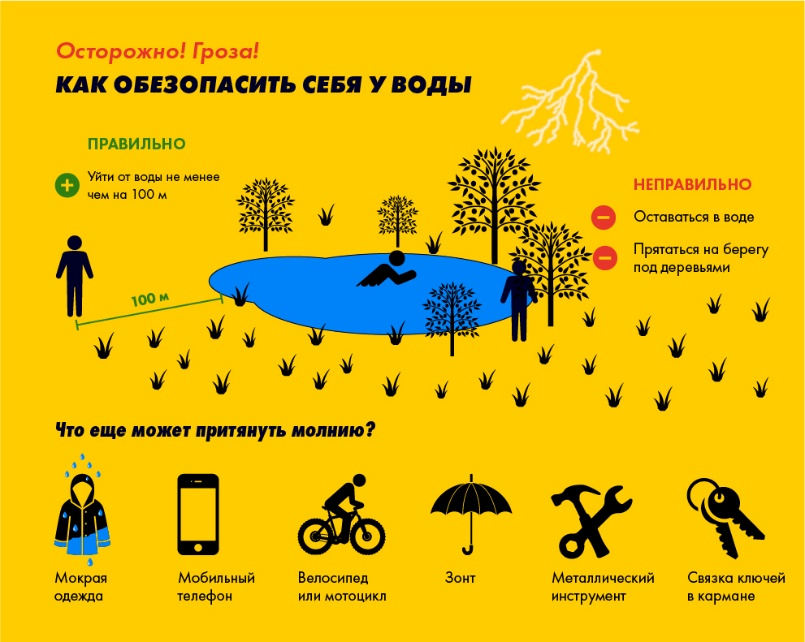 Осторожно! Гроза!
КАК ОБЕЗОПАСИТЬ СЕБЯ У ВОДЫ
ПРАВИЛЬНО
Уйти от воды не менее
чем на 100 м
НЕПРАВИЛЬНО
Оставаться в воде
Прятаться на берегу
под деревьями
100 м
Что еще может притянуть молнию?
Мокрая
одежда
Мобильный
телефон
Велосипед
или мотоцикл
Зонт
Металлический
инструмент
Связка ключей
в кармане